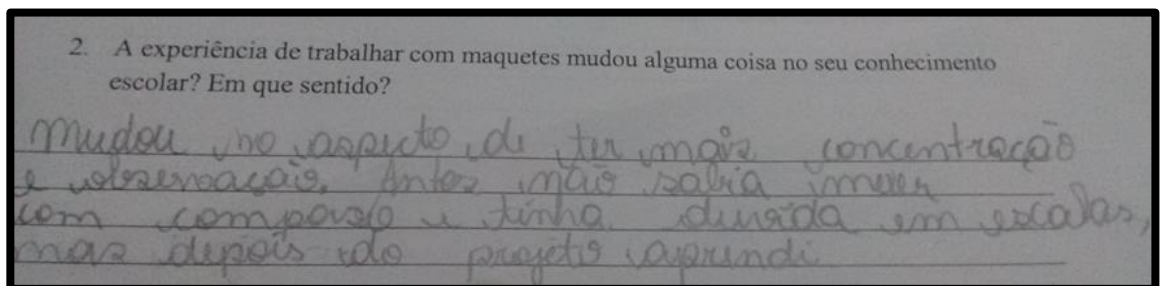 2. A experiência de trabalhar com maquetes mudou alguma coisa no seu conhecimento
escolar? Em que sentido?
mudou no aspecto de ter mais concentração
e observação. Antes não sabia mexer
com compasso e tinha duvida em escalas,
mas depois do projeto aprendi